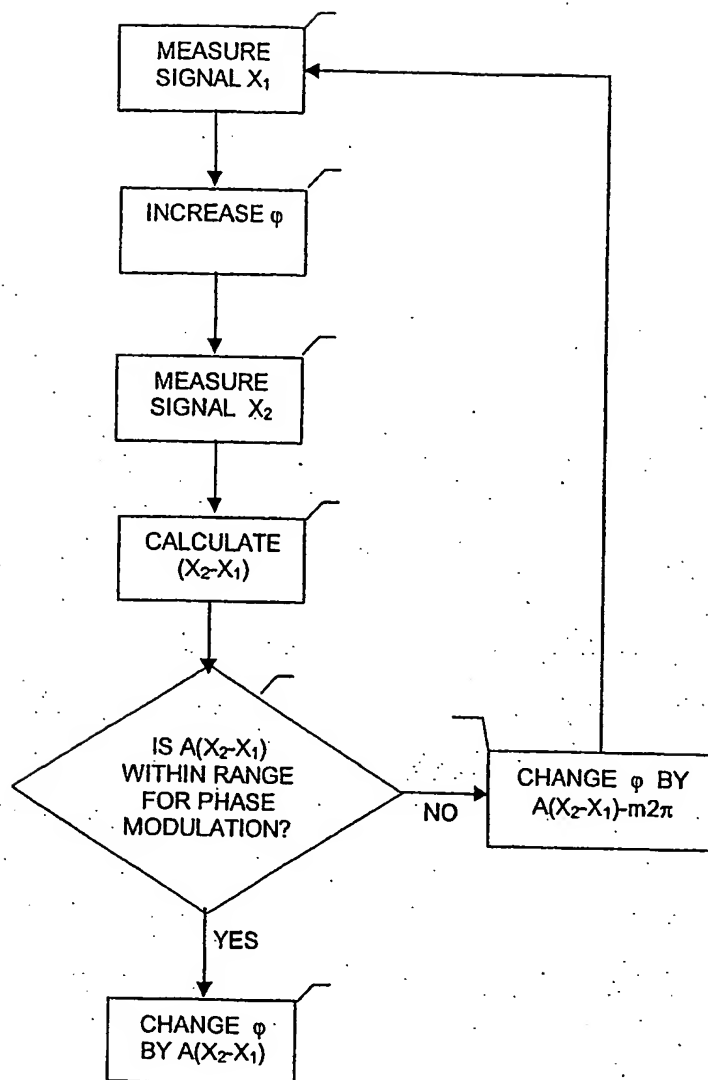 MEASURE
SIGNAL X₁
INCREASE φ
MEASURE
SIGNAL X₂
CALCULATE
(X₂-X₁)
IS A(X₂-X₁)
WITHIN RANGE
FOR PHASE
MODULATION?
NO
CHANGE φ BY
A(X₂-X₁)-m2π
YES
CHANGE φ
BY A(X₂-X₁)